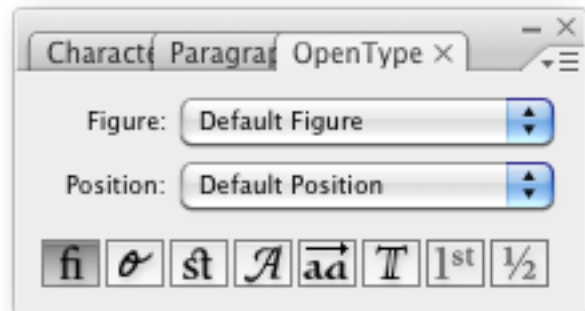 Characte Paragrap OpenType ×
Figure: Default Figure
Position: Default Position
fi o st A aa T 1st ½